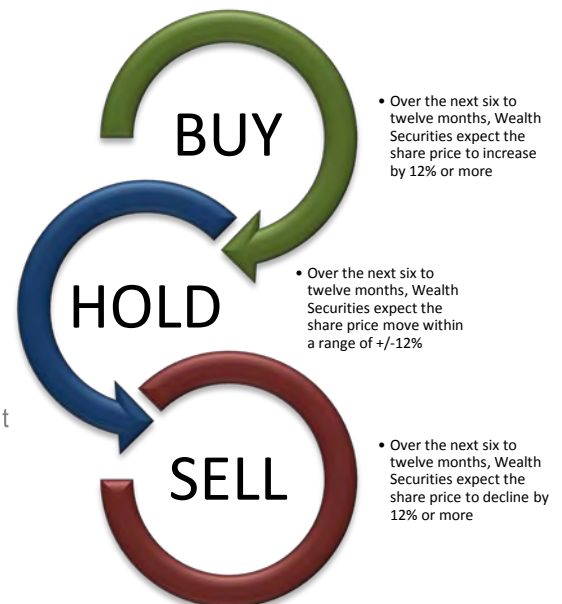 BUY
• Over the next six to
twelve months, Wealth
Securities expect the
share price to increase
by 12% or more
HOLD
• Over the next six to
twelve months, Wealth
Securities expect the
share price move within
a range of +/-12%
t
SELL
• Over the next six to
twelve months, Wealth
Securities expect the
share price to decline by
12% or more